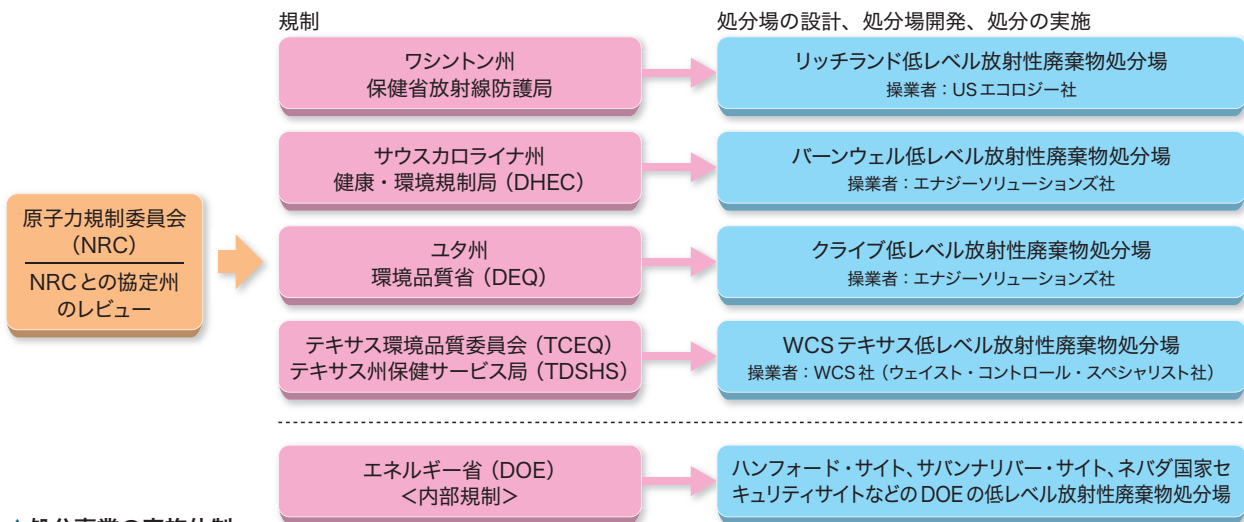 規制
処分場の設計、処分場開発、処分の実施
ワシントン州
保健省放射線防護局
リッチランド低レベル放射性廃棄物処分場
操業者：USエコロジー社
サウスカロライナ州
健康・環境規制局（DHEC）
バーンウェル低レベル放射性廃棄物処分場
操業者：エナジーソリューションズ社
原子力規制委員会
（NRC）
NRCとの協定州
のレビュー
ユタ州
環境品質省（DEQ）
クライブ低レベル放射性廃棄物処分場
操業者：エナジーソリューションズ社
テキサス環境品質委員会（TCEQ）
テキサス州保健サービス局（TDSHS）
WCSテキサス低レベル放射性廃棄物処分場
操業者：WCS社（ウェイスト・コントロール・スペシャリスト社）
エネルギー省（DOE）
＜内部規制＞
ハンフォード・サイト、サバンナリバー・サイト、ネバダ国家セ
キュリティサイトなどのDOEの低レベル放射性廃棄物処分場